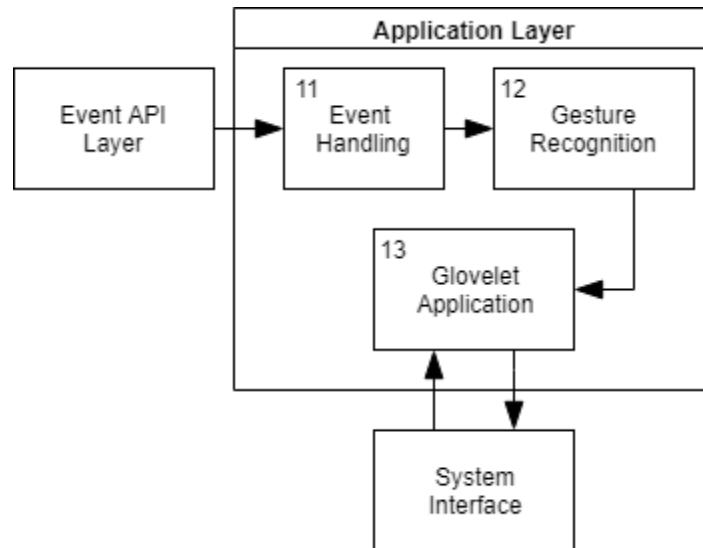 Application Layer
Event API
Layer
11
Event
Handling
12
Gesture
Recognition
13
Glovelet
Application
System
Interface